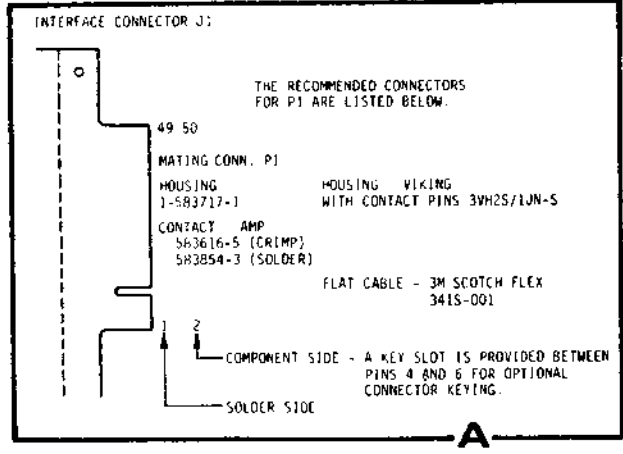 INTERFACE CONNECTOR J1
THE RECOMMENDED CONNECTORS
FOR P1 ARE LISTED BELOW.
49 50
MATING CONN. P1
HOUSING
1-583717-1
HOUSING VIKING
WITH CONTACT PINS 3VH25/1JN-5
CONTACT AMP
583616-5 (CRIMP)
583854-3 (SOLDER)
FLAT CABLE - 3M SCOTCH FLEX
3415-001
1 2
COMPONENT SIDE - A KEY SLOT IS PROVIDED BETWEEN
PINS 4 AND 6 FOR OPTIONAL
CONNECTOR KEYING.
SOLDER SIDE
A